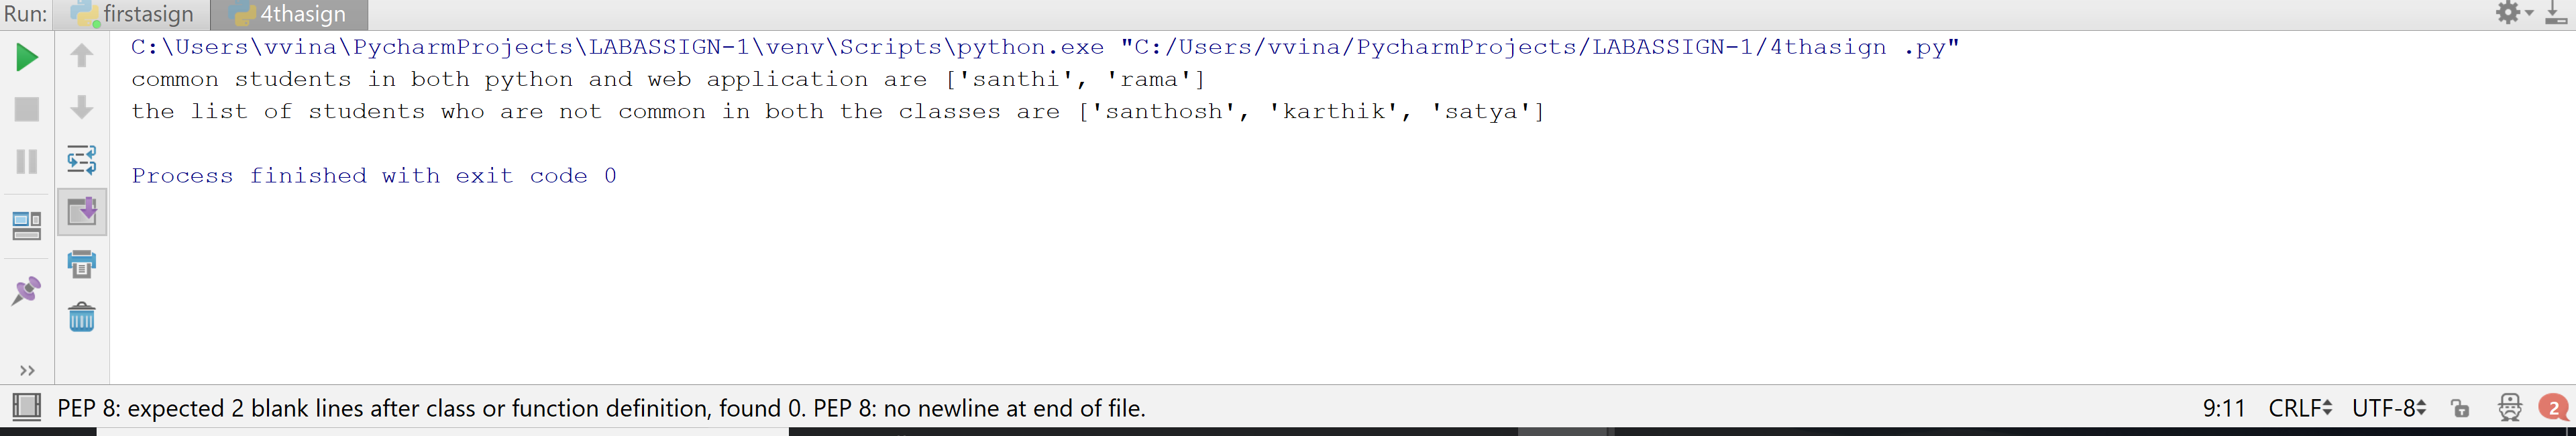 Run: firstasign 4thasign
C:\Users\vvina\PycharmProjects\LABASSIGN-1\venv\Scripts\python.exe "C:/Users/vvina/PycharmProjects/LABASSIGN-1/4thasign .py"
common students in both python and web application are ['santhi', 'rama']
the list of students who are not common in both the classes are ['santhosh', 'karthik', 'satya']
Process finished with exit code 0
PEP 8: expected 2 blank lines after class or function definition, found 0. PEP 8: no newline at end of file. 9:11 CRLF UTF-8 2